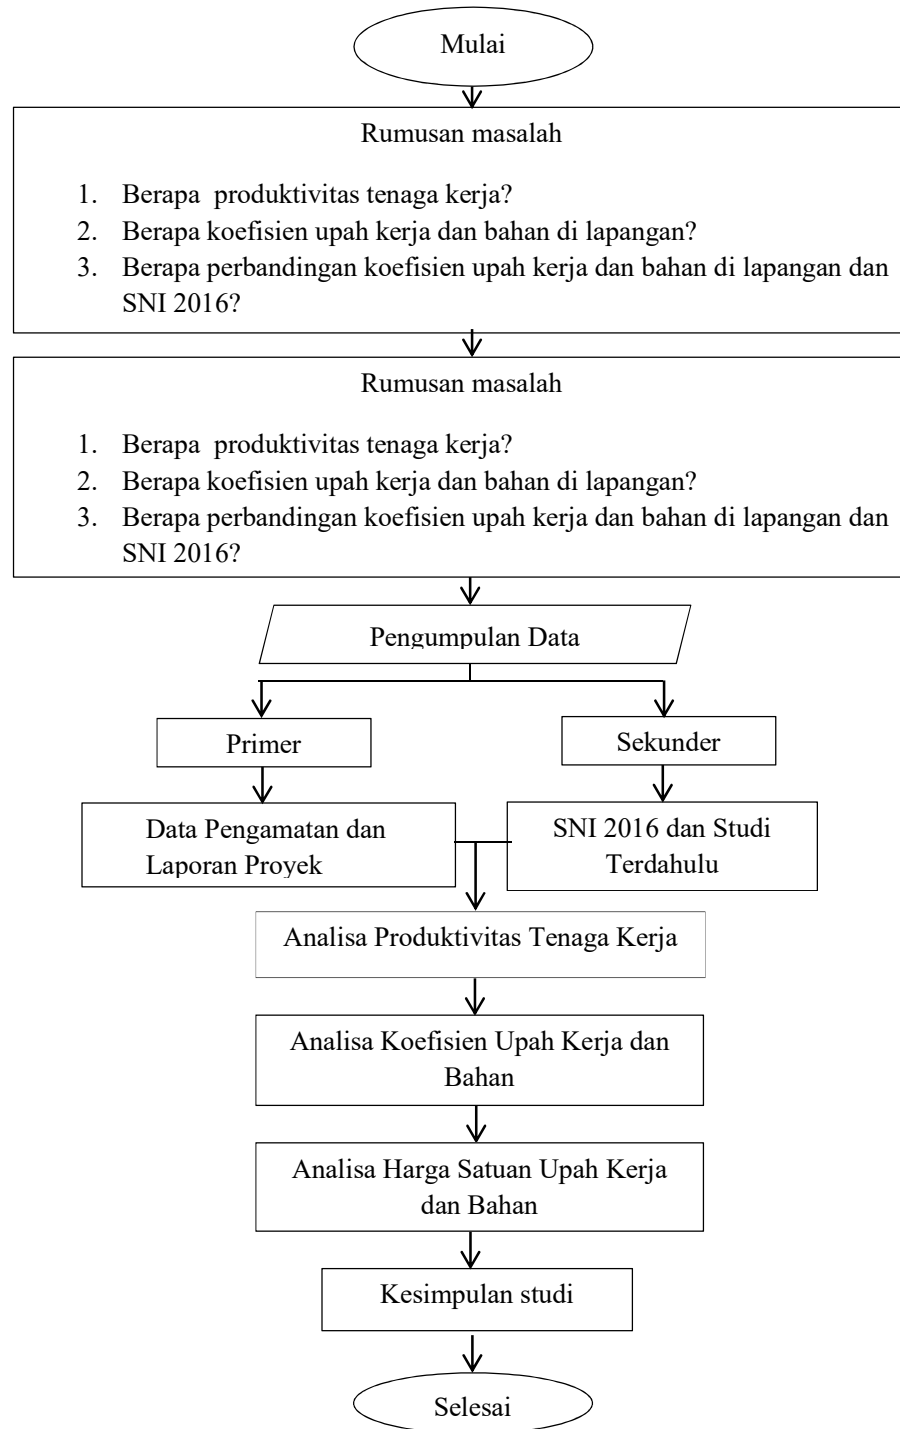 Mulai
Rumusan masalah
1. Berapa  produktivitas tenaga kerja?
2. Berapa koefisien upah kerja dan bahan di lapangan?
3. Berapa perbandingan koefisien upah kerja dan bahan di lapangan dan
SNI 2016?
Rumusan masalah
1. Berapa  produktivitas tenaga kerja?
2. Berapa koefisien upah kerja dan bahan di lapangan?
3. Berapa perbandingan koefisien upah kerja dan bahan di lapangan dan
SNI 2016?
Pengumpulan Data
Primer
Sekunder
Data Pengamatan dan
Laporan Proyek
SNI 2016 dan Studi
Terdahulu
Analisa Produktivitas Tenaga Kerja
Analisa Koefisien Upah Kerja dan
Bahan
Analisa Harga Satuan Upah Kerja
dan Bahan
Kesimpulan studi
Selesai